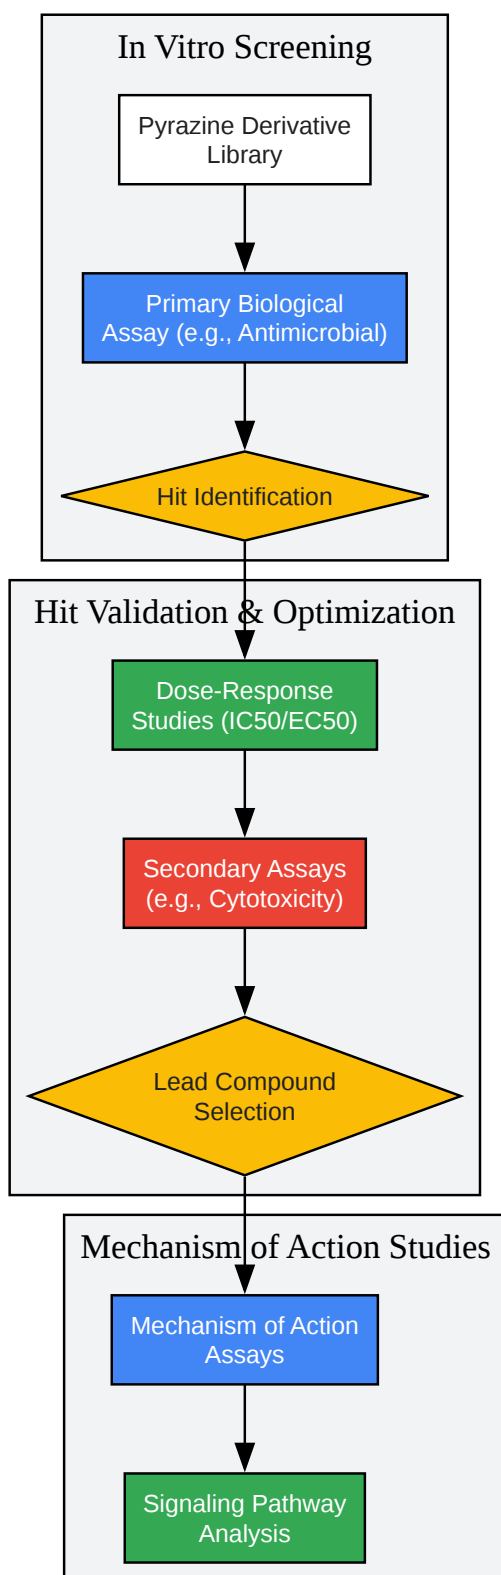 In Vitro Screening
Pyrazine Derivative
Library
Primary Biological
Assay (e.g., Antimicrobial)
Hit Identification
Hit Validation & Optimization
Dose-Response
Studies (IC50/EC50)
Secondary Assays
(e.g., Cytotoxicity)
Lead Compound
Selection
Mechanism of Action Studies
Mechanism of Action
Assays
Signaling Pathway
Analysis